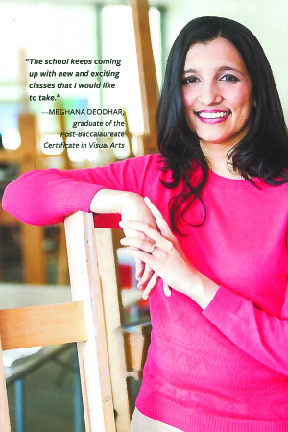 "The school keeps coming
up with new and exciting
classes that I would like
to take."
—MEGHANA DEODHAR,
graduate of the
Post-Baccalaureate
Certificate in Visual Arts